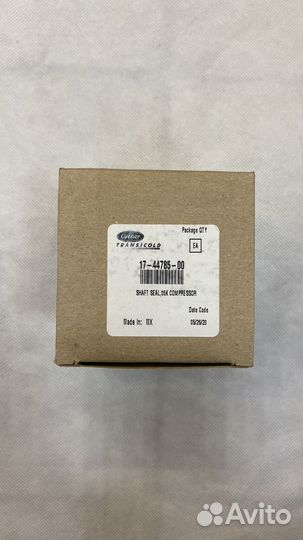 Package QTY
Carrier
TRANSICOLD
EA
17-44785-00
SHAFT SEAL,05K COMPRESSOR
Date Code
Made In: MX
05/26/20
Avito